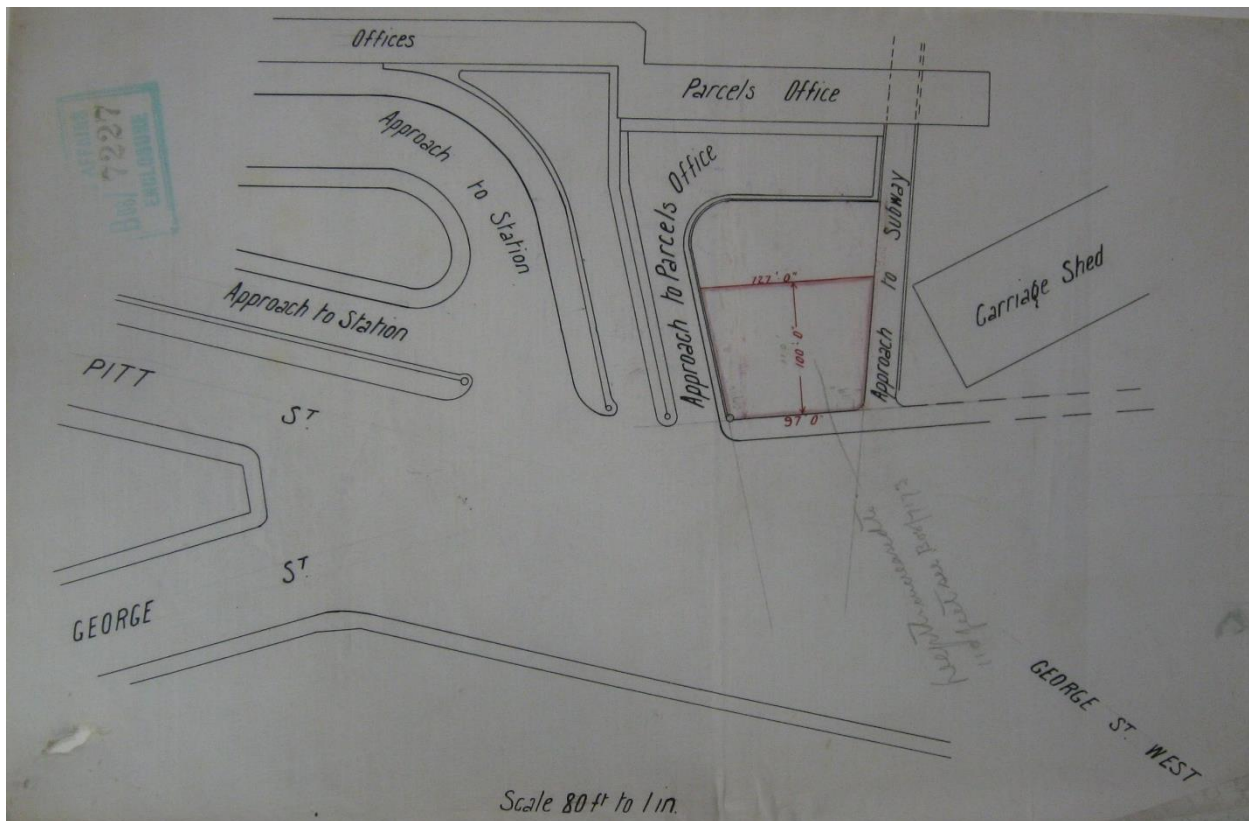 Offices
Parcels Office
Approach
to Station
Approach to Parcels Office
Approach to Subway
Carriage Shed
Approach to Station
127'.0"
100'.0"
97'.0"
PITT
ST.
GEORGE
ST.
GEORGE ST. WEST
Scale 80 ft to 1 in.